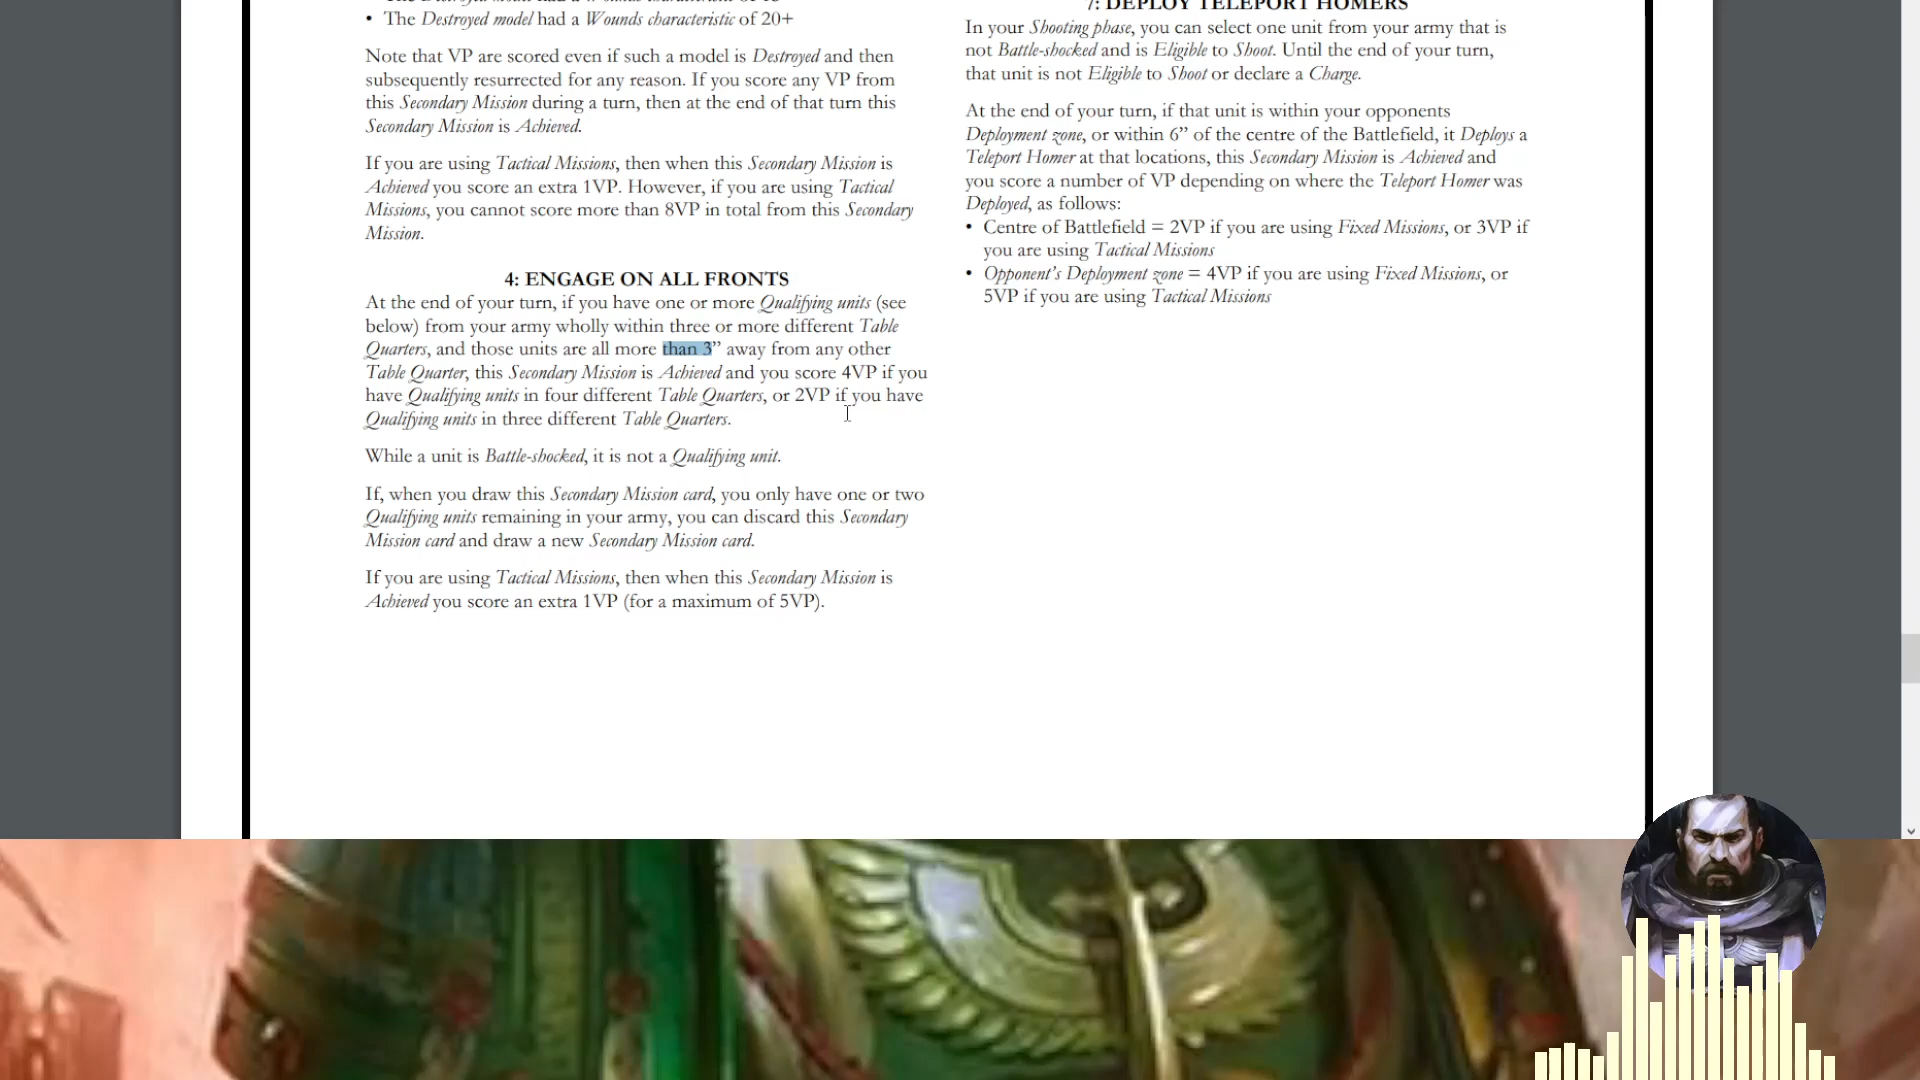 • The Destroyed model had a Wounds characteristic of 20+
Note that VP are scored even if such a model is Destroyed and then
subsequently resurrected for any reason. If you score any VP from
this Secondary Mission during a turn, then at the end of that turn this
Secondary Mission is Achieved.
If you are using Tactical Missions, then when this Secondary Mission is
Achieved you score an extra 1VP. However, if you are using Tactical
Missions, you cannot score more than 8VP in total from this Secondary
Mission.
4: ENGAGE ON ALL FRONTS
At the end of your turn, if you have one or more Qualifying units (see
below) from your army wholly within three or more different Table
Quarters, and those units are all more than 3” away from any other
Table Quarter, this Secondary Mission is Achieved and you score 4VP if you
have Qualifying units in four different Table Quarters, or 2VP if you have
Qualifying units in three different Table Quarters.
While a unit is Battle-shocked, it is not a Qualifying unit.
If, when you draw this Secondary Mission card, you only have one or two
Qualifying units remaining in your army, you can discard this Secondary
Mission card and draw a new Secondary Mission card.
If you are using Tactical Missions, then when this Secondary Mission is
Achieved you score an extra 1VP (for a maximum of 5VP).
7: DEPLOY TELEPORT HOMERS
In your Shooting phase, you can select one unit from your army that is
not Battle-shocked and is Eligible to Shoot. Until the end of your turn,
that unit is not Eligible to Shoot or declare a Charge.
At the end of your turn, if that unit is within your opponents
Deployment zone, or within 6” of the centre of the Battlefield, it Deploys a
Teleport Homer at that locations, this Secondary Mission is Achieved and
you score a number of VP depending on where the Teleport Homer was
Deployed, as follows:
• Centre of Battlefield = 2VP if you are using Fixed Missions, or 3VP if
you are using Tactical Missions
• Opponent's Deployment zone = 4VP if you are using Fixed Missions, or
5VP if you are using Tactical Missions